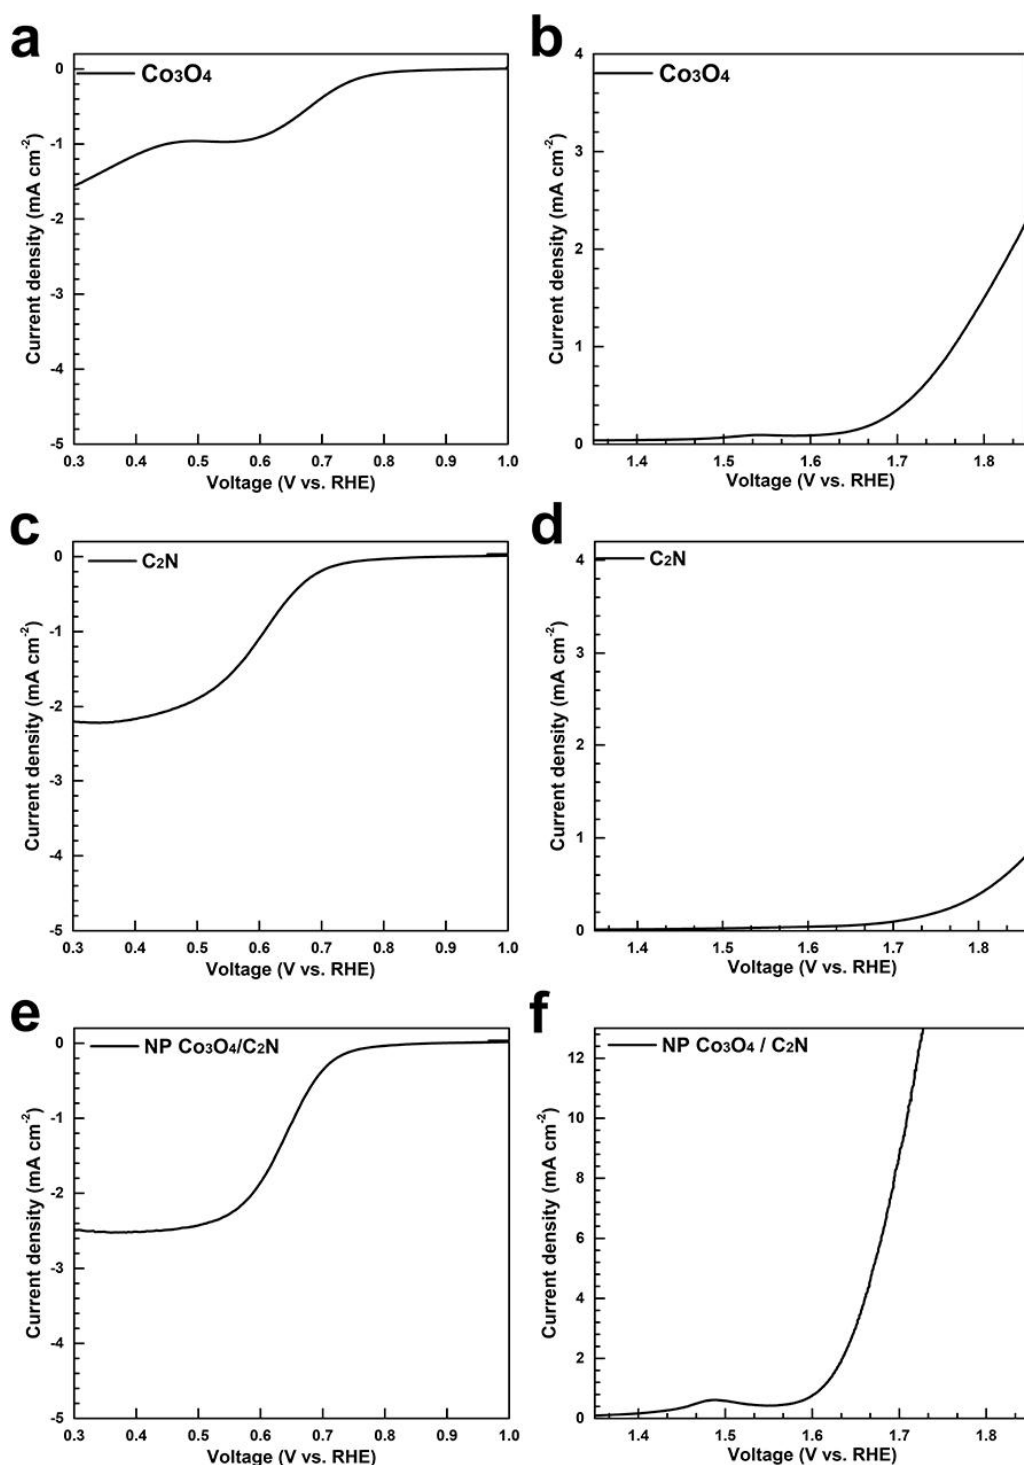 a
Co3O4
0
-1
-2
-3
-4
-5
0.3 0.4 0.5 0.6 0.7 0.8 0.9 1.0
Voltage (V vs. RHE)
Current density (mA cm-2)
b
Co3O4
4
3
2
1
0
1.4 1.5 1.6 1.7 1.8
Voltage (V vs. RHE)
Current density (mA cm-2)
c
C2N
0
-1
-2
-3
-4
-5
0.3 0.4 0.5 0.6 0.7 0.8 0.9 1.0
Voltage (V vs. RHE)
Current density (mA cm-2)
d
C2N
4
3
2
1
0
1.4 1.5 1.6 1.7 1.8
Voltage (V vs. RHE)
Current density (mA cm-2)
e
NP Co3O4/C2N
0
-1
-2
-3
-4
-5
0.3 0.4 0.5 0.6 0.7 0.8 0.9 1.0
Voltage (V vs. RHE)
Current density (mA cm-2)
f
NP Co3O4 / C2N
12
10
8
6
4
2
0
1.4 1.5 1.6 1.7 1.8
Voltage (V vs. RHE)
Current density (mA cm-2)